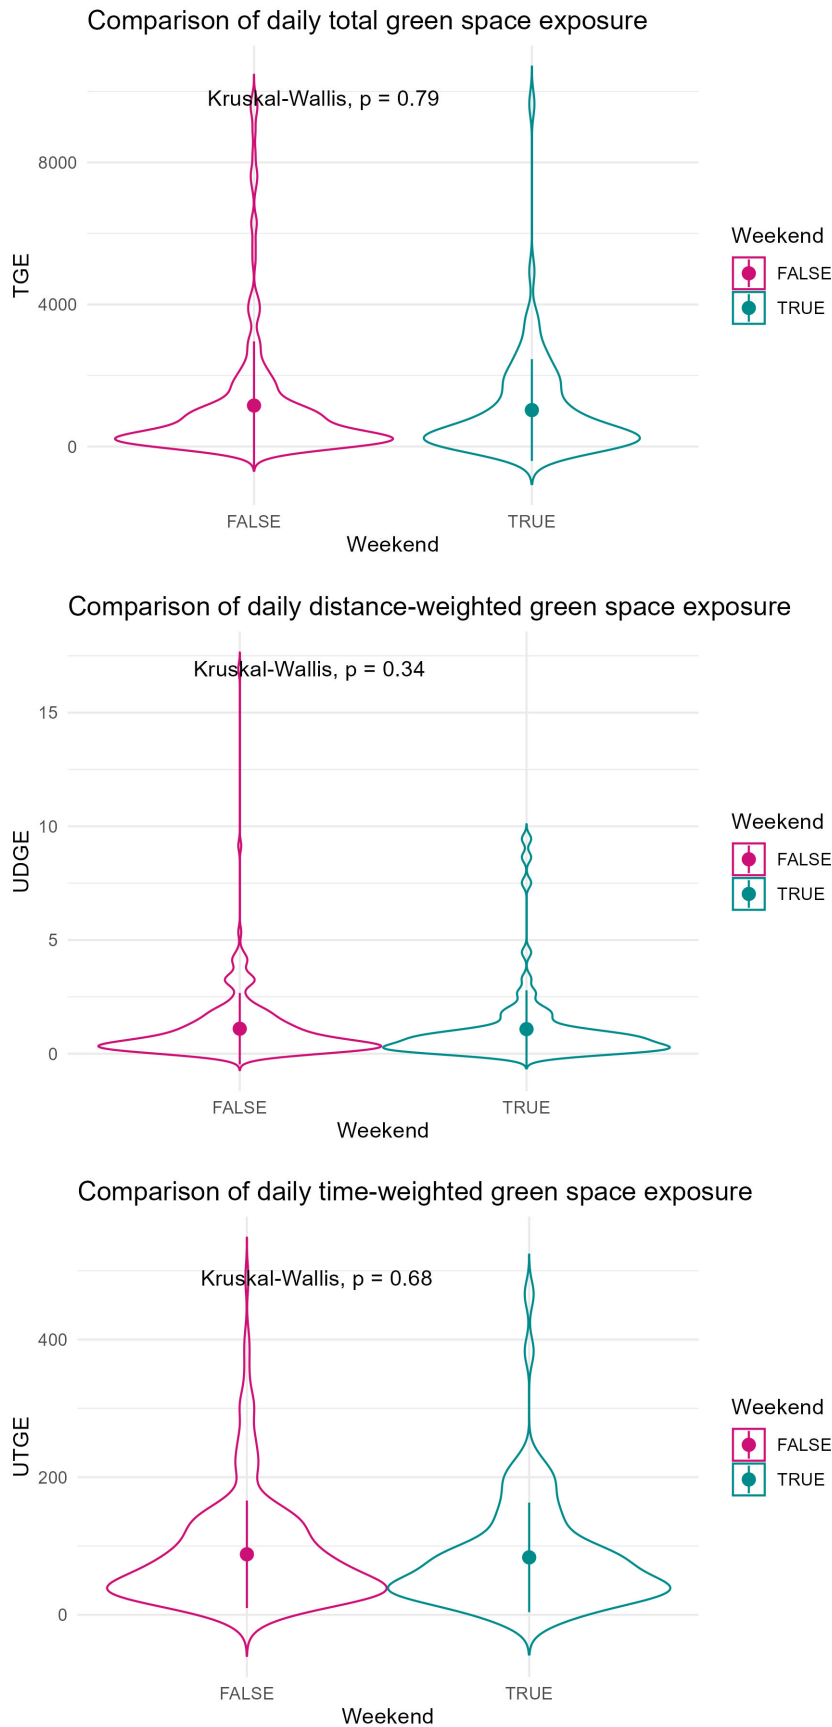 Comparison of daily total green space exposure
Kruskal-Wallis, p = 0.79
8000
4000
0
TGE
FALSE
TRUE
Weekend
Weekend
FALSE
TRUE
Comparison of daily distance-weighted green space exposure
Kruskal-Wallis, p = 0.34
15
10
5
0
UDGE
FALSE
TRUE
Weekend
Weekend
FALSE
TRUE
Comparison of daily time-weighted green space exposure
Kruskal-Wallis, p = 0.68
400
200
0
UTGE
FALSE
TRUE
Weekend
Weekend
FALSE
TRUE